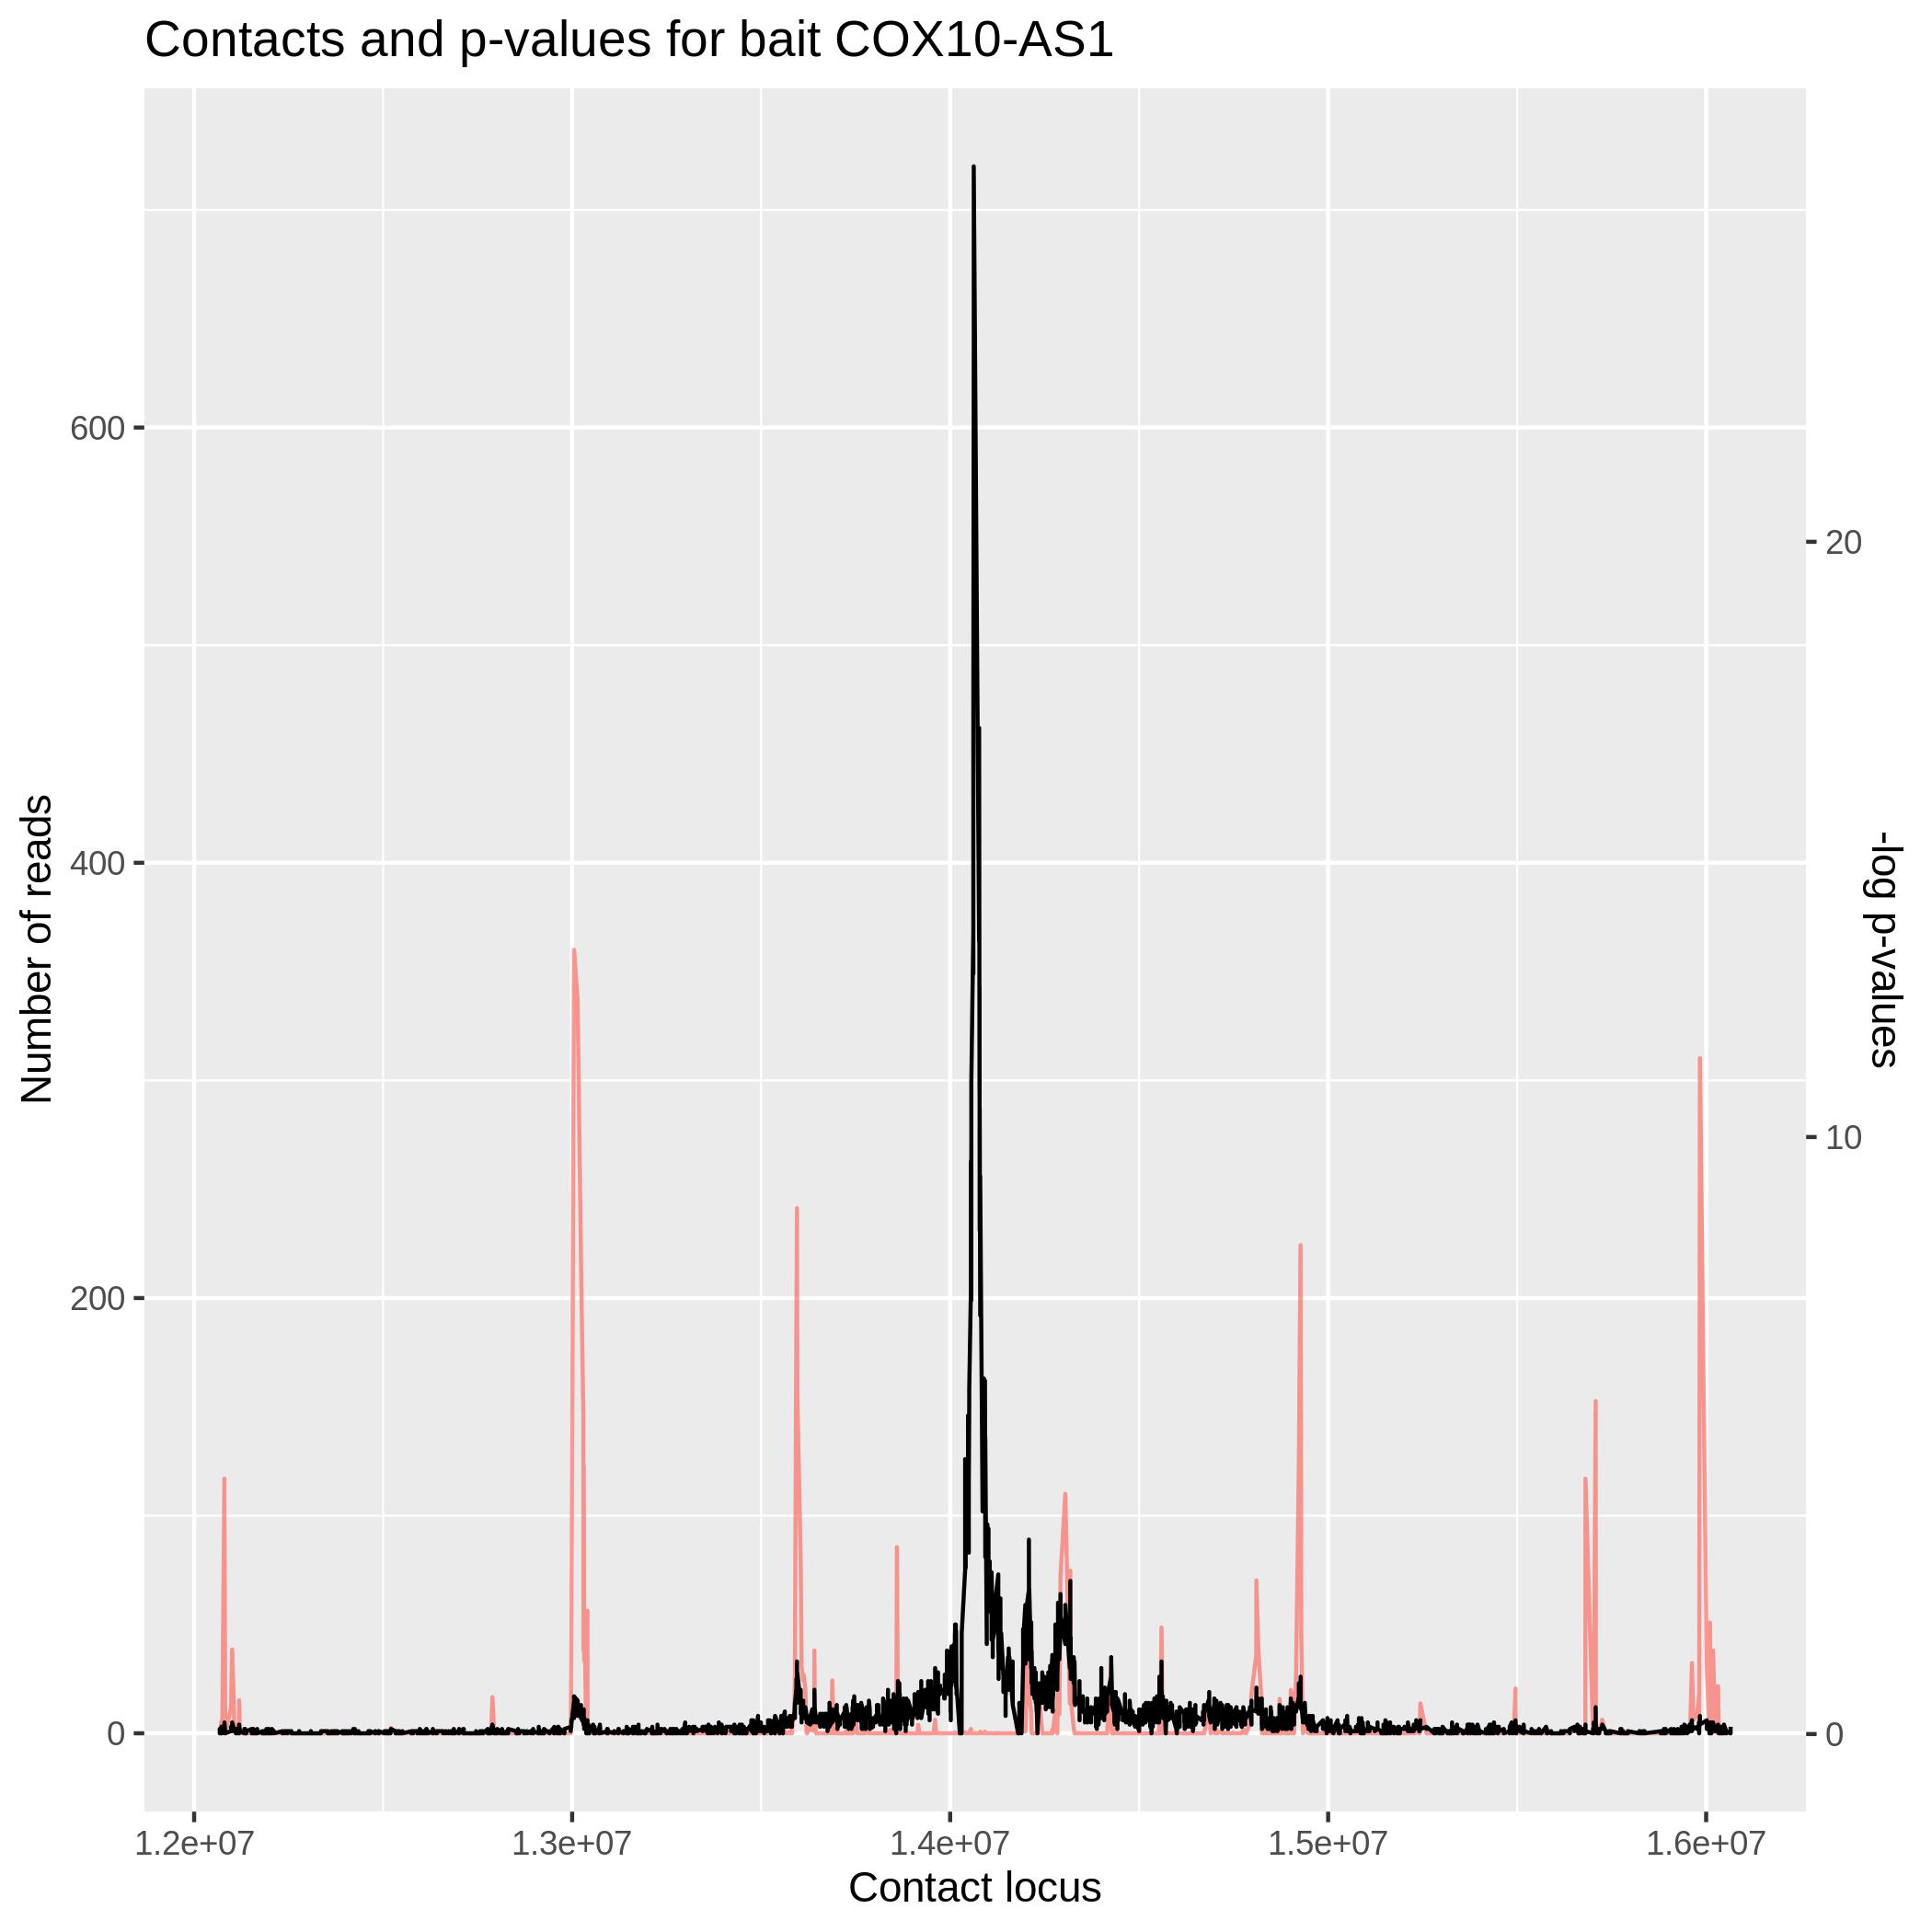 Contacts and p-values for bait COX10-AS1
Number of reads
600
400
200
0
20
10
0
-log p-values
1.2e+07
1.3e+07
1.4e+07
1.5e+07
1.6e+07
Contact locus